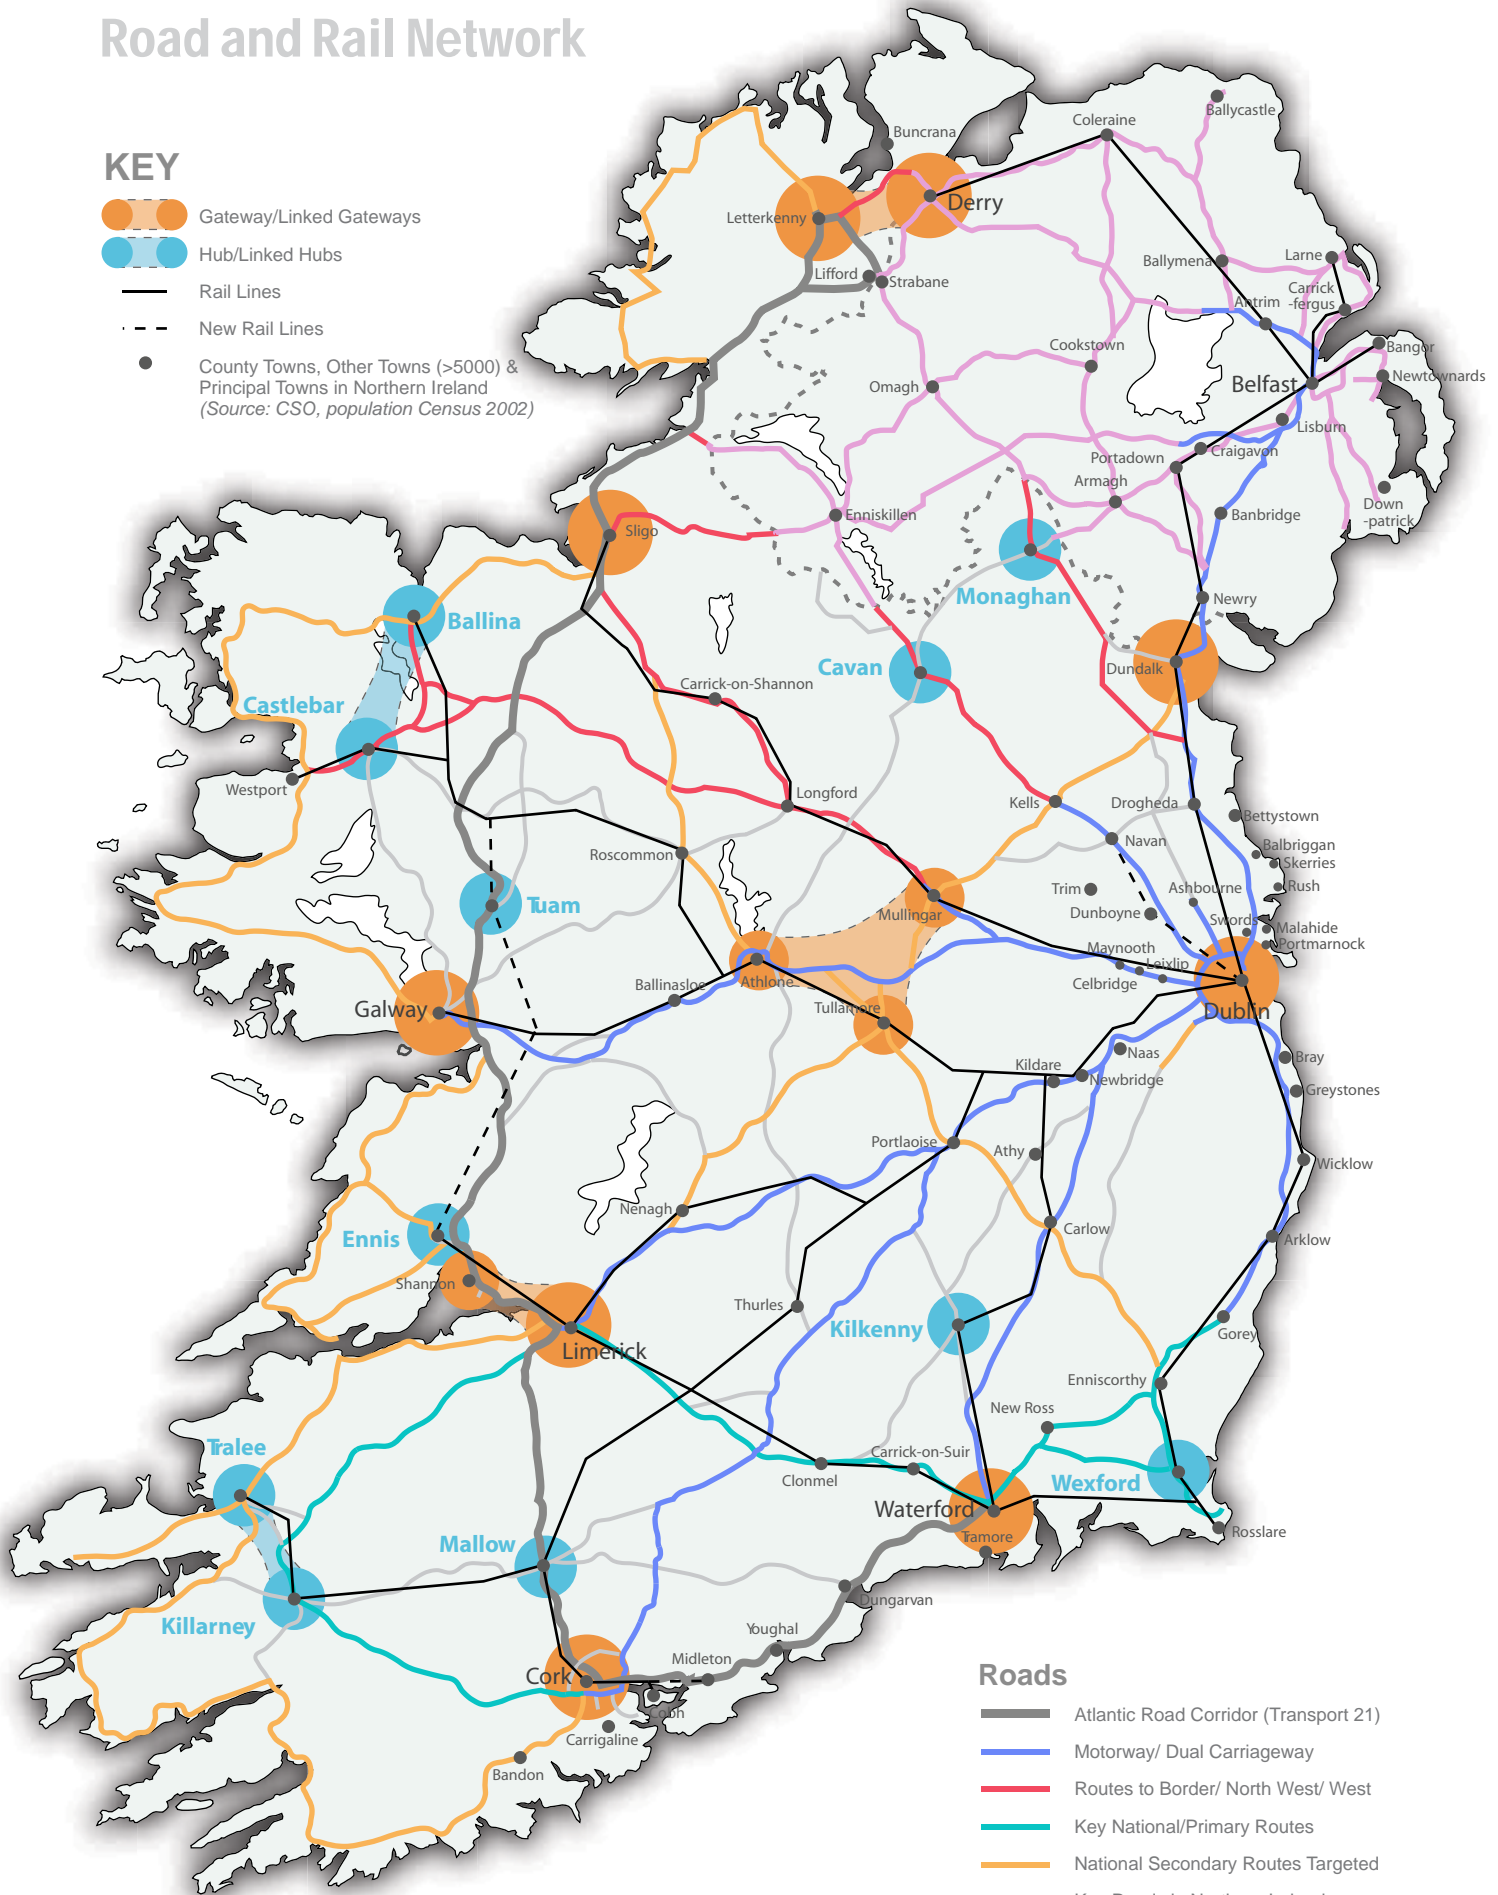 Road and Rail Network
KEY
Gateway/Linked Gateways
Hub/Linked Hubs
Rail Lines
New Rail Lines
County Towns, Other Towns (>5000) &
Principal Towns in Northern Ireland
(Source: CSO, population Census 2002)
Ballycastle
Coleraine
Buncrana
Derry
Letterkenny
Lifford
Strabane
Ballymena
Larne
Carrick
-fergus
Antrim
Cookstown
Bangor
Newtownards
Belfast
Omagh
Lisburn
Craigavon
Portadown
Armagh
Down
-patrick
Banbridge
Enniskillen
Sligo
Monaghan
Newry
Ballina
Cavan
Dundalk
Carrick-on-Shannon
Castlebar
Westport
Longford
Kells
Drogheda
Bettystown
Navan
Balbriggan
Skerries
Roscommon
Trim
Ashbourne
Rush
Tuam
Mullingar
Dunboyne
Swords
Malahide
Portmarnock
Maynooth
Leixlip
Celbridge
Athlone
Ballinasloe
Tullamore
Galway
Dublin
Naas
Bray
Kildare
Newbridge
Greystones
Portlaoise
Athy
Wicklow
Nenagh
Carlow
Ennis
Arklow
Shannon
Thurles
Kilkenny
Gorey
Limerick
Enniscorthy
New Ross
Tralee
Carrick-on-Suir
Clonmel
Wexford
Waterford
Rosslare
Tramore
Mallow
Dungarvan
Killarney
Youghal
Midleton
Cork
Cobh
Carrigaline
Bandon
Roads
Atlantic Road Corridor (Transport 21)
Motorway/ Dual Carriageway
Routes to Border/ North West/ West
Key National/Primary Routes
National Secondary Routes Targeted